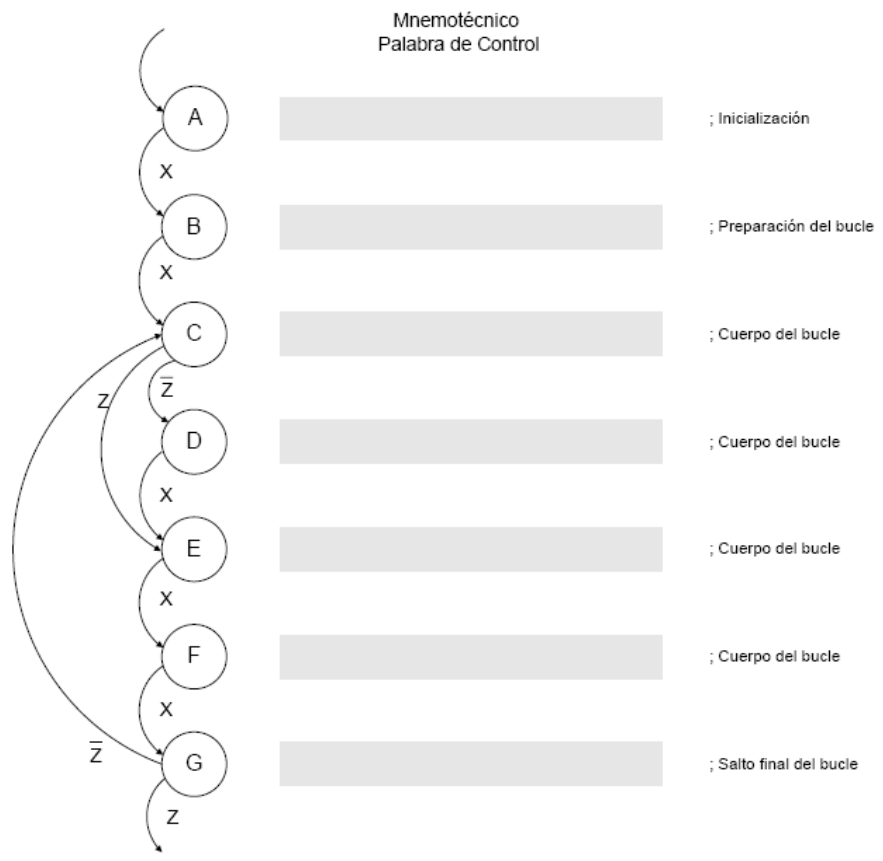 Mnemotécnico
Palabra de Control
A
; Inicialización
X
B
; Preparación del bucle
X
C
; Cuerpo del bucle
Z
Z̅
D
; Cuerpo del bucle
X
E
; Cuerpo del bucle
X
F
; Cuerpo del bucle
X
Z̅
G
; Salto final del bucle
Z